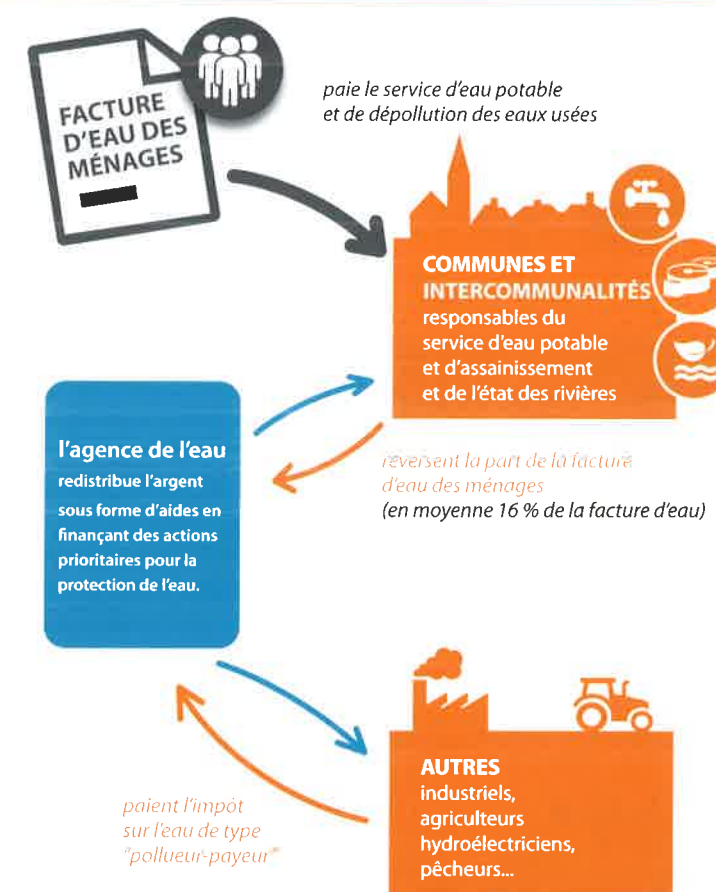 FACTURE
D'EAU DES
MÉNAGES
paie le service d'eau potable
et de dépollution des eaux usées
COMMUNES ET
INTERCOMMUNALITÉS
responsables du
service d'eau potable
et d'assainissement
et de l'état des rivières
l'agence de l'eau
redistribue l'argent
sous forme d'aides en
finançant des actions
prioritaires pour la
protection de l'eau.
reversent la part de la facture
d'eau des ménages
(en moyenne 16 % de la facture d'eau)
AUTRES
industriels,
agriculteurs
hydroélectriciens,
pêcheurs...
paient l'impôt
sur l'eau de type
"pollueur-payeur"